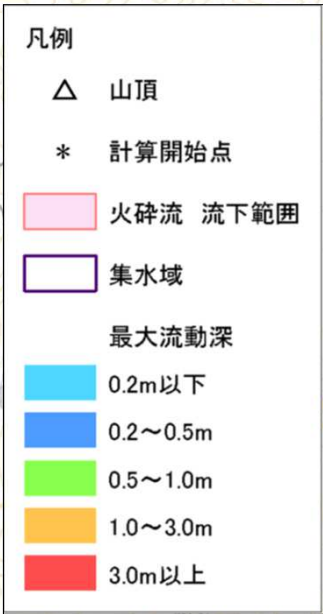 凡例
△ 山頂
* 計算開始点
火砕流 流下範囲
集水域
最大流動深
0.2m以下
0.2～0.5m
0.5～1.0m
1.0～3.0m
3.0m以上